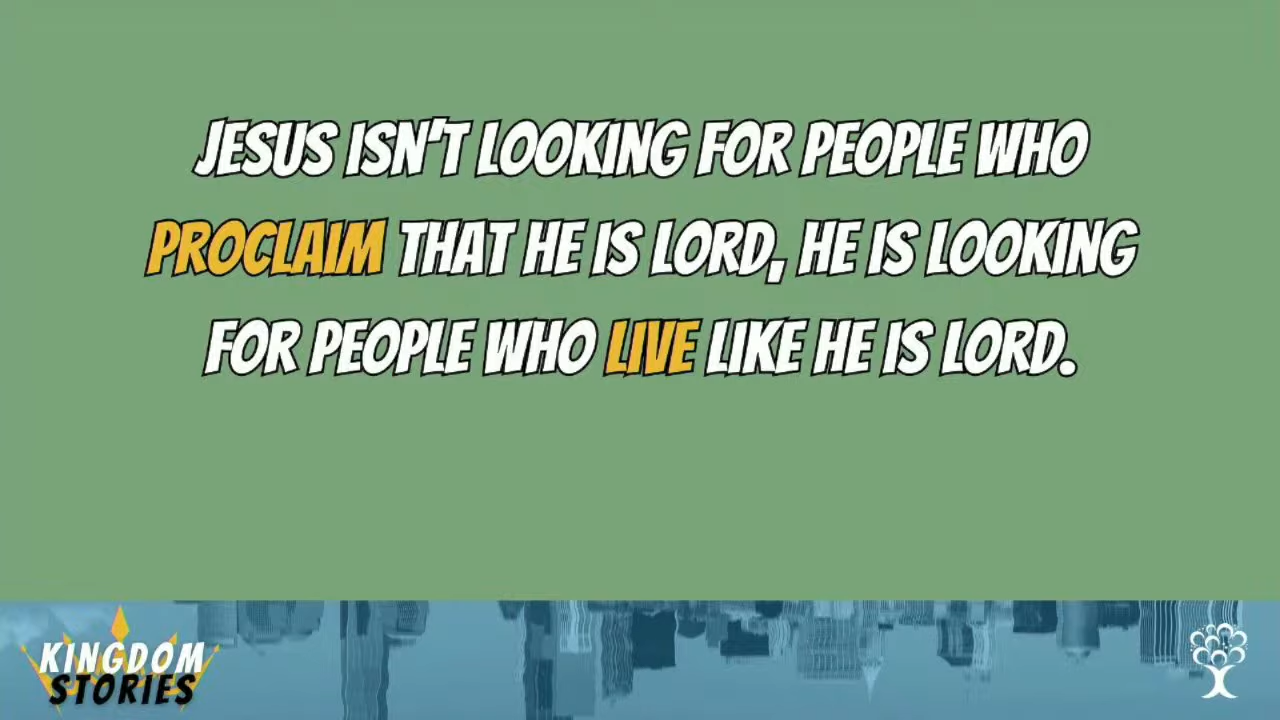 JESUS ISN'T LOOKING FOR PEOPLE WHO
PROCLAIM THAT HE IS LORD, HE IS LOOKING
FOR PEOPLE WHO LIVE LIKE HE IS LORD.
KINGDOM
STORIES